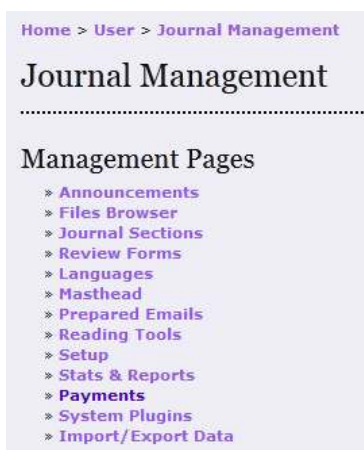 Home > User > Journal Management
Journal Management
Management Pages
» Announcements
» Files Browser
» Journal Sections
» Review Forms
» Languages
» Masthead
» Prepared Emails
» Reading Tools
» Setup
» Stats & Reports
» Payments
» System Plugins
» Import/Export Data